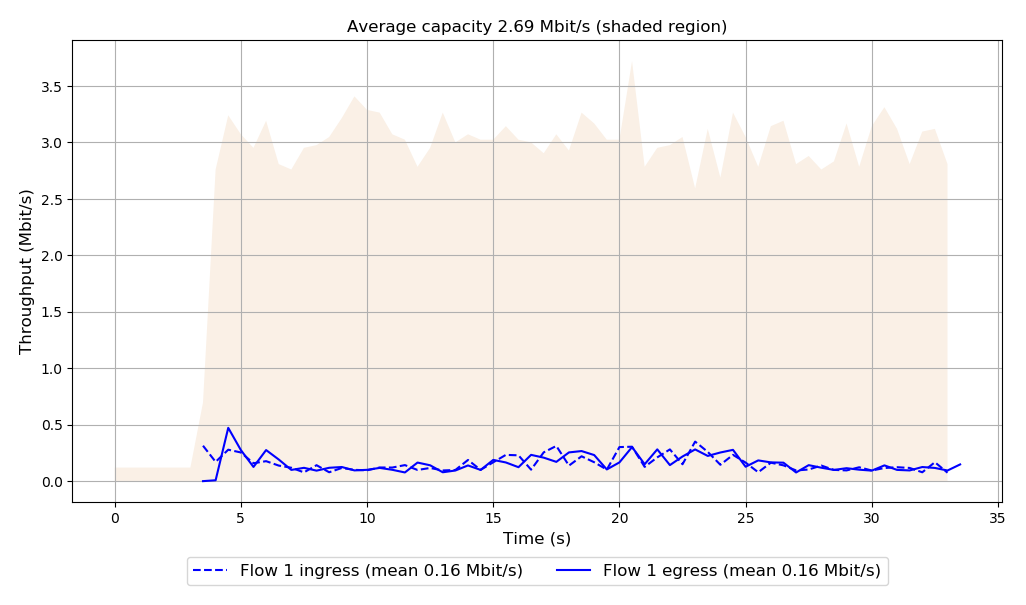 Average capacity 2.69 Mbit/s (shaded region)
Throughput (Mbit/s)
3.5
3.0
2.5
2.0
1.5
1.0
0.5
0.0
0 5 10 15 20 25 30 35
Time (s)
Flow 1 ingress (mean 0.16 Mbit/s) Flow 1 egress (mean 0.16 Mbit/s)